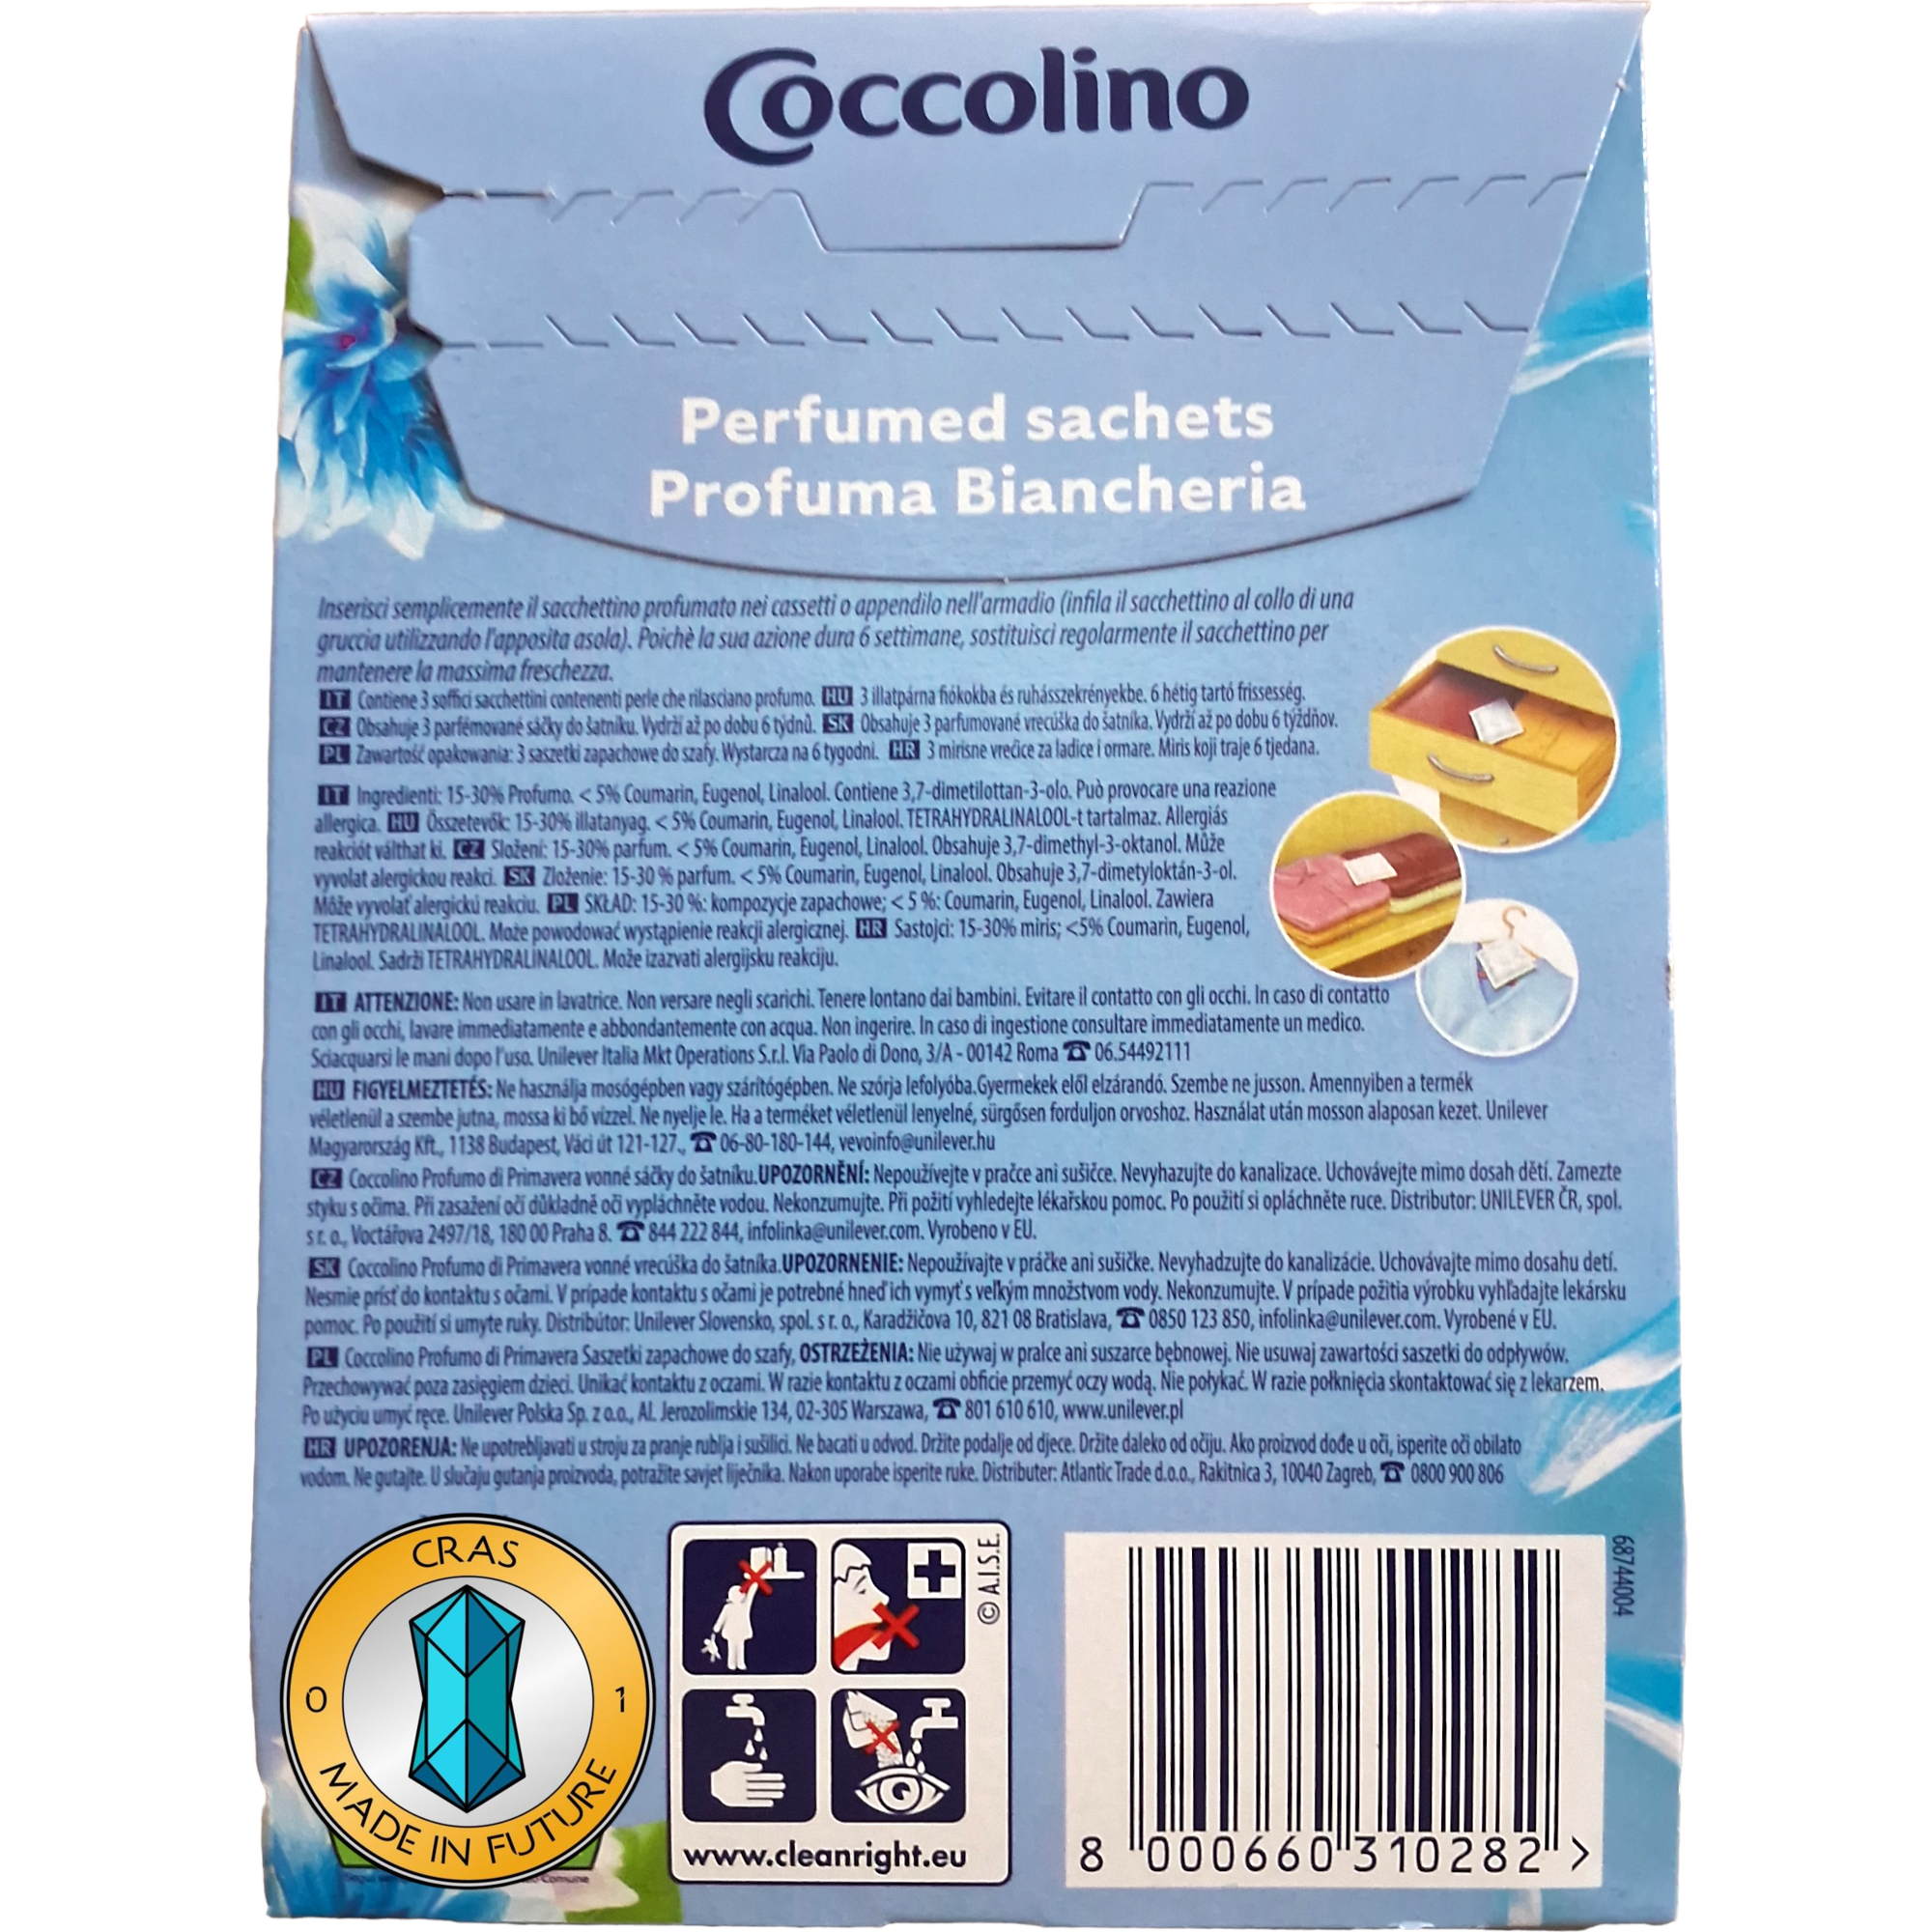 Coccolino
Perfumed sachets
Profuma Biancheria
Inserisci semplicemente il sacchettino profumato nei cassetti o appendilo nell'armadio (infila il sacchettino al collo di una
gruccia utilizzando l'apposita asola). Poichè la sua azione dura 6 settimane, sostituisci regolarmente il sacchettino per
mantenere la massima freschezza.
IT Contiene 3 soffici sacchettini contenenti perle che rilasciano profumo. HU 3 illatpárna fiókokba és ruhásszekrényekbe. 6 hétig tartó frissesség.
CZ Obsahuje 3 parfémované sáčky do šatníku. Vydrží až po dobu 6 týdnů. SK Obsahuje 3 parfumované vrecúška do šatníka. Vydrží až po dobu 6 týždňov.
PL Zawartość opakowania: 3 saszetki zapachowe do szafy. Wystarcza na 6 tygodni. HR 3 mirisne vrećice za ladice i ormare. Miris koji traje 6 tjedana.
IT Ingredienti: 15-30% Profumo. < 5% Coumarin, Eugenol, Linalool. Contiene 3,7-dimetilottan-3-olo. Può provocare una reazione
allergica. HU Összetevők: 15-30% illatanyag. < 5% Coumarin, Eugenol, Linalool. TETRAHYDRALINALOOL-t tartalmaz. Allergiás
reakciót válthat ki. CZ Složení: 15-30% parfum. < 5% Coumarin, Eugenol, Linalool. Obsahuje 3,7-dimethyl-3-oktanol. Může
vyvolat alergickou reakci. SK Zloženie: 15-30 % parfum. < 5% Coumarin, Eugenol, Linalool. Obsahuje 3,7-dimetyloktán-3-ol.
Môže vyvolať alergickú reakciu. PL SKŁAD: 15-30 %: kompozycje zapachowe; < 5 %: Coumarin, Eugenol, Linalool. Zawiera
TETRAHYDRALINALOOL. Może powodować wystąpienie reakcji alergicznej. HR Sastojci: 15-30% miris; <5% Coumarin, Eugenol,
Linalool. Sadrži TETRAHYDRALINALOOL. Može izazvati alergijsku reakciju.
IT ATTENZIONE: Non usare in lavatrice. Non versare negli scarichi. Tenere lontano dai bambini. Evitare il contatto con gli occhi. In caso di contatto
con gli occhi, lavare immediatamente e abbondantemente con acqua. Non ingerire. In caso di ingestione consultare immediatamente un medico.
Sciacquarsi le mani dopo l'uso. Unilever Italia Mkt Operations S.r.l. Via Paolo di Dono, 3/A - 00142 Roma ☎ 06.54492111
HU FIGYELMEZTETÉS: Ne használja mosógépben vagy szárítógépben. Ne szórja lefolyóba.Gyermekek elől elzárandó. Szembe ne jusson. Amennyiben a termék
véletlenül a szembe jutna, mossa ki bő vízzel. Ne nyelje le. Ha a terméket véletlenül lenyelné, sürgősen forduljon orvoshoz. Használat után mosson alaposan kezet. Unilever
Magyarország Kft., 1138 Budapest, Váci út 121-127., ☎ 06-80-180-144, vevoinfo@unilever.hu
CZ Coccolino Profumo di Primavera vonné sáčky do šatníku.UPOZORNĚNÍ: Nepoužívejte v pračce ani sušičce. Nevyhazujte do kanalizace. Uchovávejte mimo dosah dětí. Zamezte
styku s očima. Při zasažení očí důkladně oči vypláchněte vodou. Nekonzumujte. Při požití vyhledejte lékařskou pomoc. Po použití si opláchněte ruce. Distributor: UNILEVER ČR, spol.
s r. o., Voctářova 2497/18, 180 00 Praha 8. ☎ 844 222 844, infolinka@unilever.com. Vyrobeno v EU.
SK Coccolino Profumo di Primavera vonné vrecúška do šatníka.UPOZORNENIE: Nepoužívajte v práčke ani sušičke. Nevyhadzujte do kanalizácie. Uchovávajte mimo dosahu detí.
Nesmie prísť do kontaktu s očami. V prípade kontaktu s očami je potrebné hneď ich vymyť s veľkým množstvom vody. Nekonzumujte. V prípade požitia výrobku vyhľadajte lekársku
pomoc. Po použití si umyte ruky. Distribútor: Unilever Slovensko, spol. s r. o., Karadžičova 10, 821 08 Bratislava, ☎ 0850 123 850, infolinka@unilever.com. Vyrobené v EU.
PL Coccolino Profumo di Primavera Saszetki zapachowe do szafy, OSTRZEŻENIA: Nie używaj w pralce ani suszarce bębnowej. Nie usuwaj zawartości saszetki do odpływów.
Przechowywać poza zasięgiem dzieci. Unikać kontaktu z oczami. W razie kontaktu z oczami obficie przemyć oczy wodą. Nie połykać. W razie połknięcia skontaktować się z lekarzem.
Po użyciu umyć ręce. Unilever Polska Sp. z o.o., Al. Jerozolimskie 134, 02-305 Warszawa, ☎ 801 610 610, www.unilever.pl
HR UPOZORENJA: Ne upotrebljavati u stroju za pranje rublja i sušilici. Ne bacati u odvod. Držite podalje od djece. Držite daleko od očiju. Ako proizvod dođe u oči, isperite oči obilato
vodom. Ne gutajte. U slučaju gutanja proizvoda, potražite savjet liječnika. Nakon uporabe isperite ruke. Distributer: Atlantic Trade d.o.o., Rakitnica 3, 10040 Zagreb, ☎ 0800 900 806
CRAS
0 1
MADE IN FUTURE
Comune
© A.I.S.E.
www.cleanright.eu
68744004
8 000660 310282 >